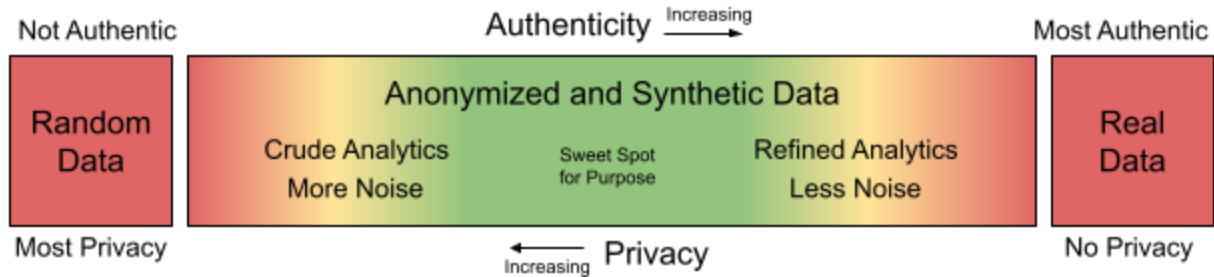 Not Authentic
Authenticity
Increasing
Most Authentic
Random
Data
Anonymized and Synthetic Data
Crude Analytics
More Noise
Sweet Spot
for Purpose
Refined Analytics
Less Noise
Real
Data
Most Privacy
Increasing
Privacy
No Privacy